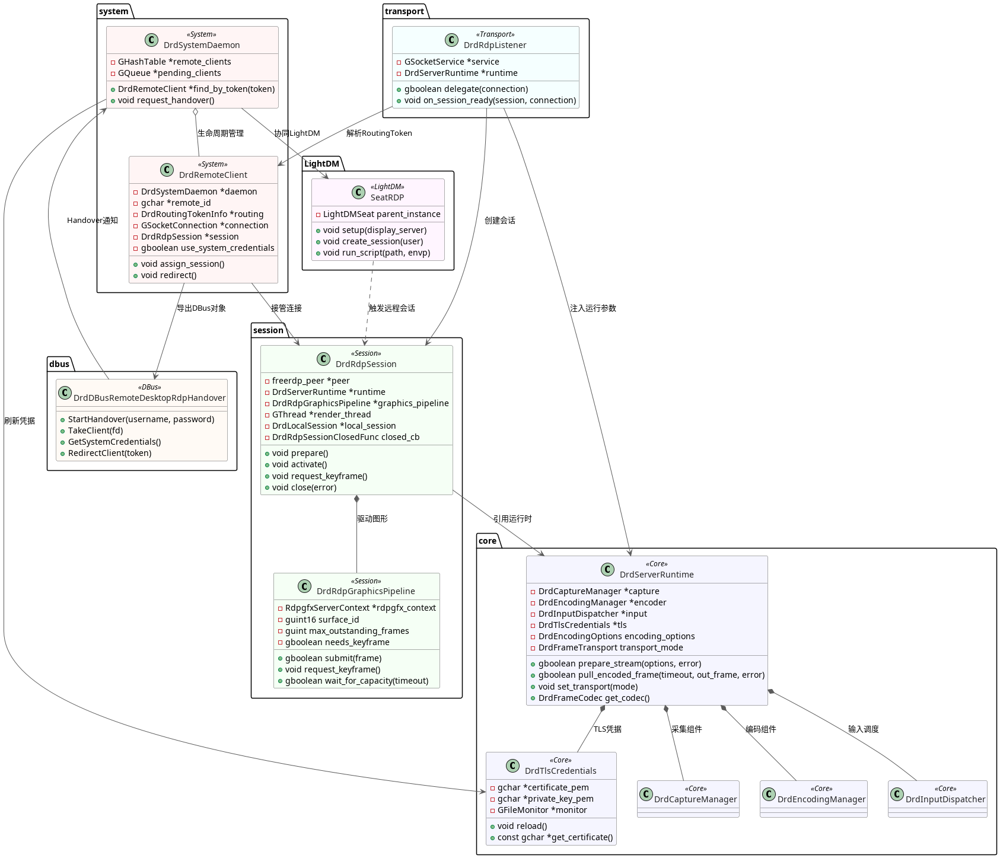 system
«System»
DrdSystemDaemon
GHashTable *remote_clients
GQueue *pending_clients
DrdRemoteClient *find_by_token(token)
void request_handover()
transport
«Transport»
DrdRdpListener
GSocketService *service
DrdServerRuntime *runtime
gboolean delegate(connection)
void on_session_ready(session, connection)
生命周期管理
协同LightDM
解析RoutingToken
«System»
DrdRemoteClient
DrdSystemDaemon *daemon
gchar *remote_id
DrdRoutingTokenInfo *routing
GSocketConnection *connection
DrdRdpSession *session
gboolean use_system_credentials
void assign_session()
void redirect()
LightDM
«LightDM»
SeatRDP
LightDMSeat parent_instance
void setup(display_server)
void create_session(user)
void run_script(path, envp)
Handover通知
创建会话
导出DBus对象
接管连接
触发远程会话
注入运行参数
dbus
«DBus»
DrdDBusRemoteDesktopRdpHandover
StartHandover(username, password)
TakeClient(fd)
GetSystemCredentials()
RedirectClient(token)
刷新凭据
session
«Session»
DrdRdpSession
freerdp_peer *peer
DrdServerRuntime *runtime
DrdRdpGraphicsPipeline *graphics_pipeline
GThread *render_thread
DrdLocalSession *local_session
DrdRdpSessionClosedFunc closed_cb
void prepare()
void activate()
void request_keyframe()
void close(error)
驱动图形
引用运行时
«Session»
DrdRdpGraphicsPipeline
RdpgfxServerContext *rdpgfx_context
guint16 surface_id
guint max_outstanding_frames
gboolean needs_keyframe
gboolean submit(frame)
void request_keyframe()
gboolean wait_for_capacity(timeout)
core
«Core»
DrdServerRuntime
DrdCaptureManager *capture
DrdEncodingManager *encoder
DrdInputDispatcher *input
DrdTlsCredentials *tls
DrdEncodingOptions encoding_options
DrdFrameTransport transport_mode
gboolean prepare_stream(options, error)
gboolean pull_encoded_frame(timeout, out_frame, error)
void set_transport(mode)
DrdFrameCodec get_codec()
TLS凭据
采集组件
编码组件
输入调度
«Core»
DrdTlsCredentials
gchar *certificate_pem
gchar *private_key_pem
GFileMonitor *monitor
void reload()
const gchar *get_certificate()
«Core»
DrdCaptureManager
«Core»
DrdEncodingManager
«Core»
DrdInputDispatcher